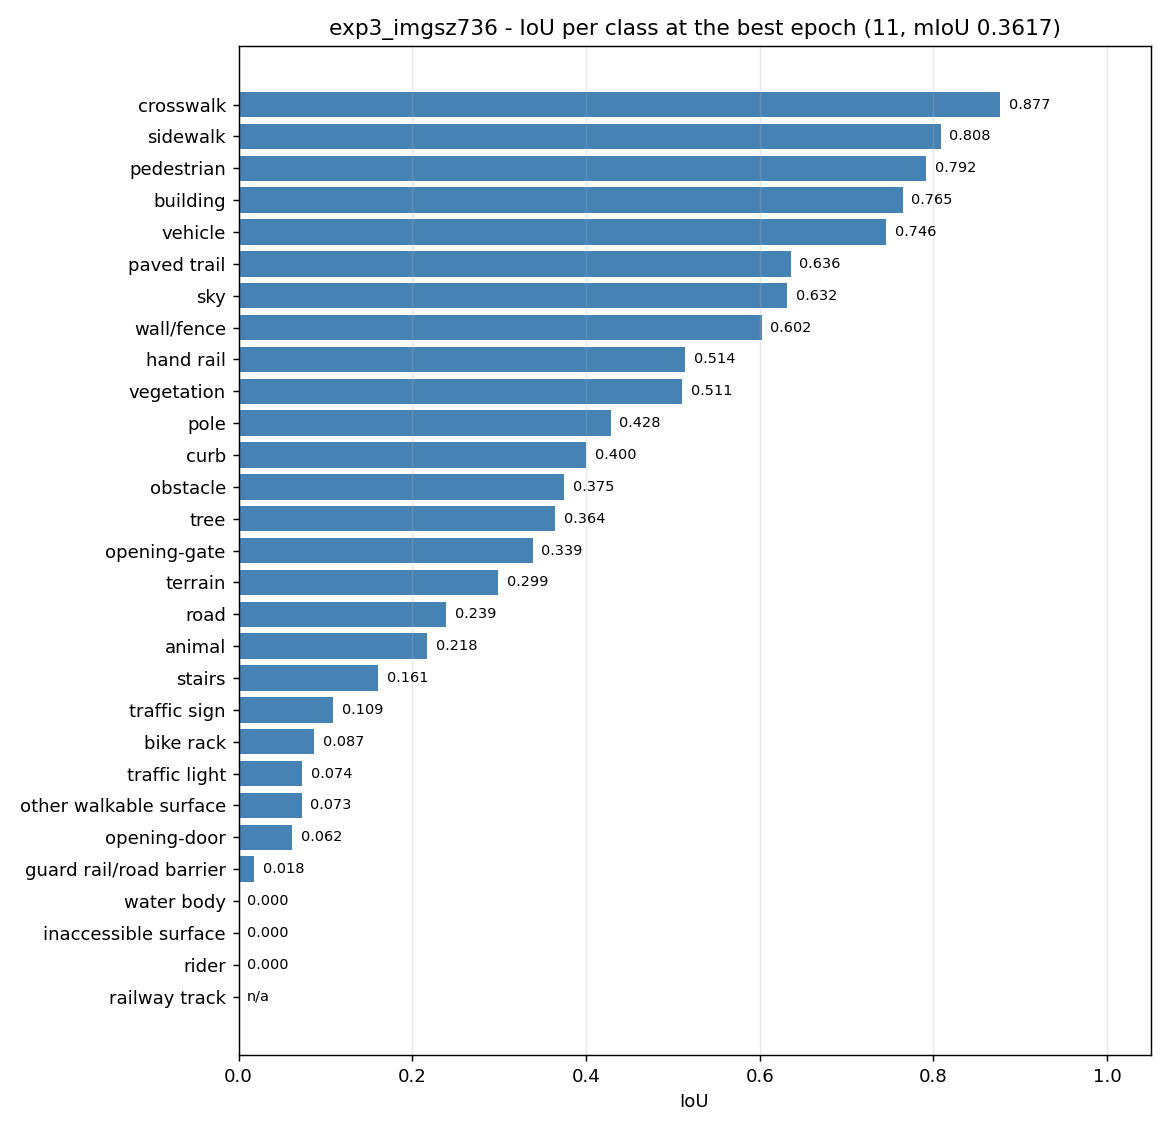 exp3_imgsz736 - IoU per class at the best epoch (11, mIoU 0.3617)
crosswalk 0.877
sidewalk 0.808
pedestrian 0.792
building 0.765
vehicle 0.746
paved trail 0.636
sky 0.632
wall/fence 0.602
hand rail 0.514
vegetation 0.511
pole 0.428
curb 0.400
obstacle 0.375
tree 0.364
opening-gate 0.339
terrain 0.299
road 0.239
animal 0.218
stairs 0.161
traffic sign 0.109
bike rack 0.087
traffic light 0.074
other walkable surface 0.073
opening-door 0.062
guard rail/road barrier 0.018
water body 0.000
inaccessible surface 0.000
rider 0.000
railway track n/a
0.0 0.2 0.4 0.6 0.8 1.0
IoU